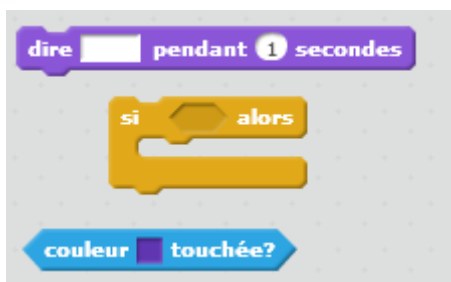 dire pendant 1 secondes
si alors
couleur touchée?